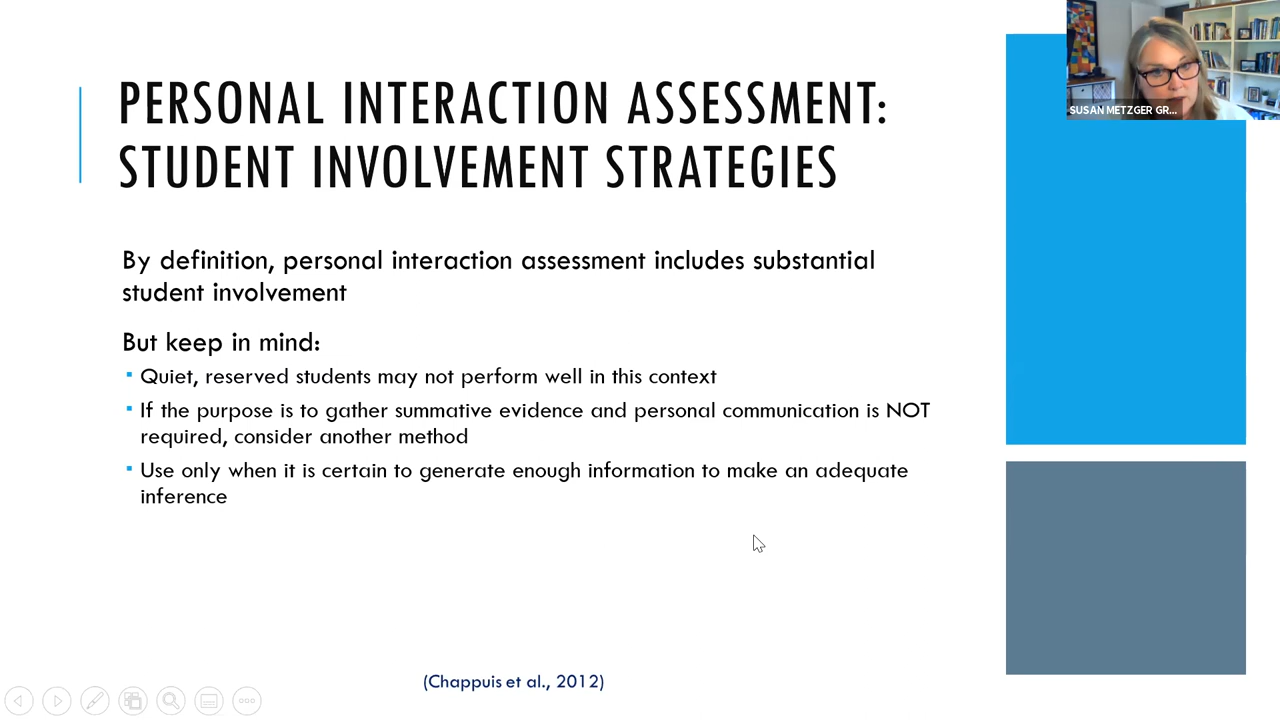 SUSAN METZGER GR...
PERSONAL INTERACTION ASSESSMENT:
STUDENT INVOLVEMENT STRATEGIES
By definition, personal interaction assessment includes substantial
student involvement
But keep in mind:
▪ Quiet, reserved students may not perform well in this context
▪ If the purpose is to gather summative evidence and personal communication is NOT
required, consider another method
▪ Use only when it is certain to generate enough information to make an adequate
inference
(Chappuis et al., 2012)